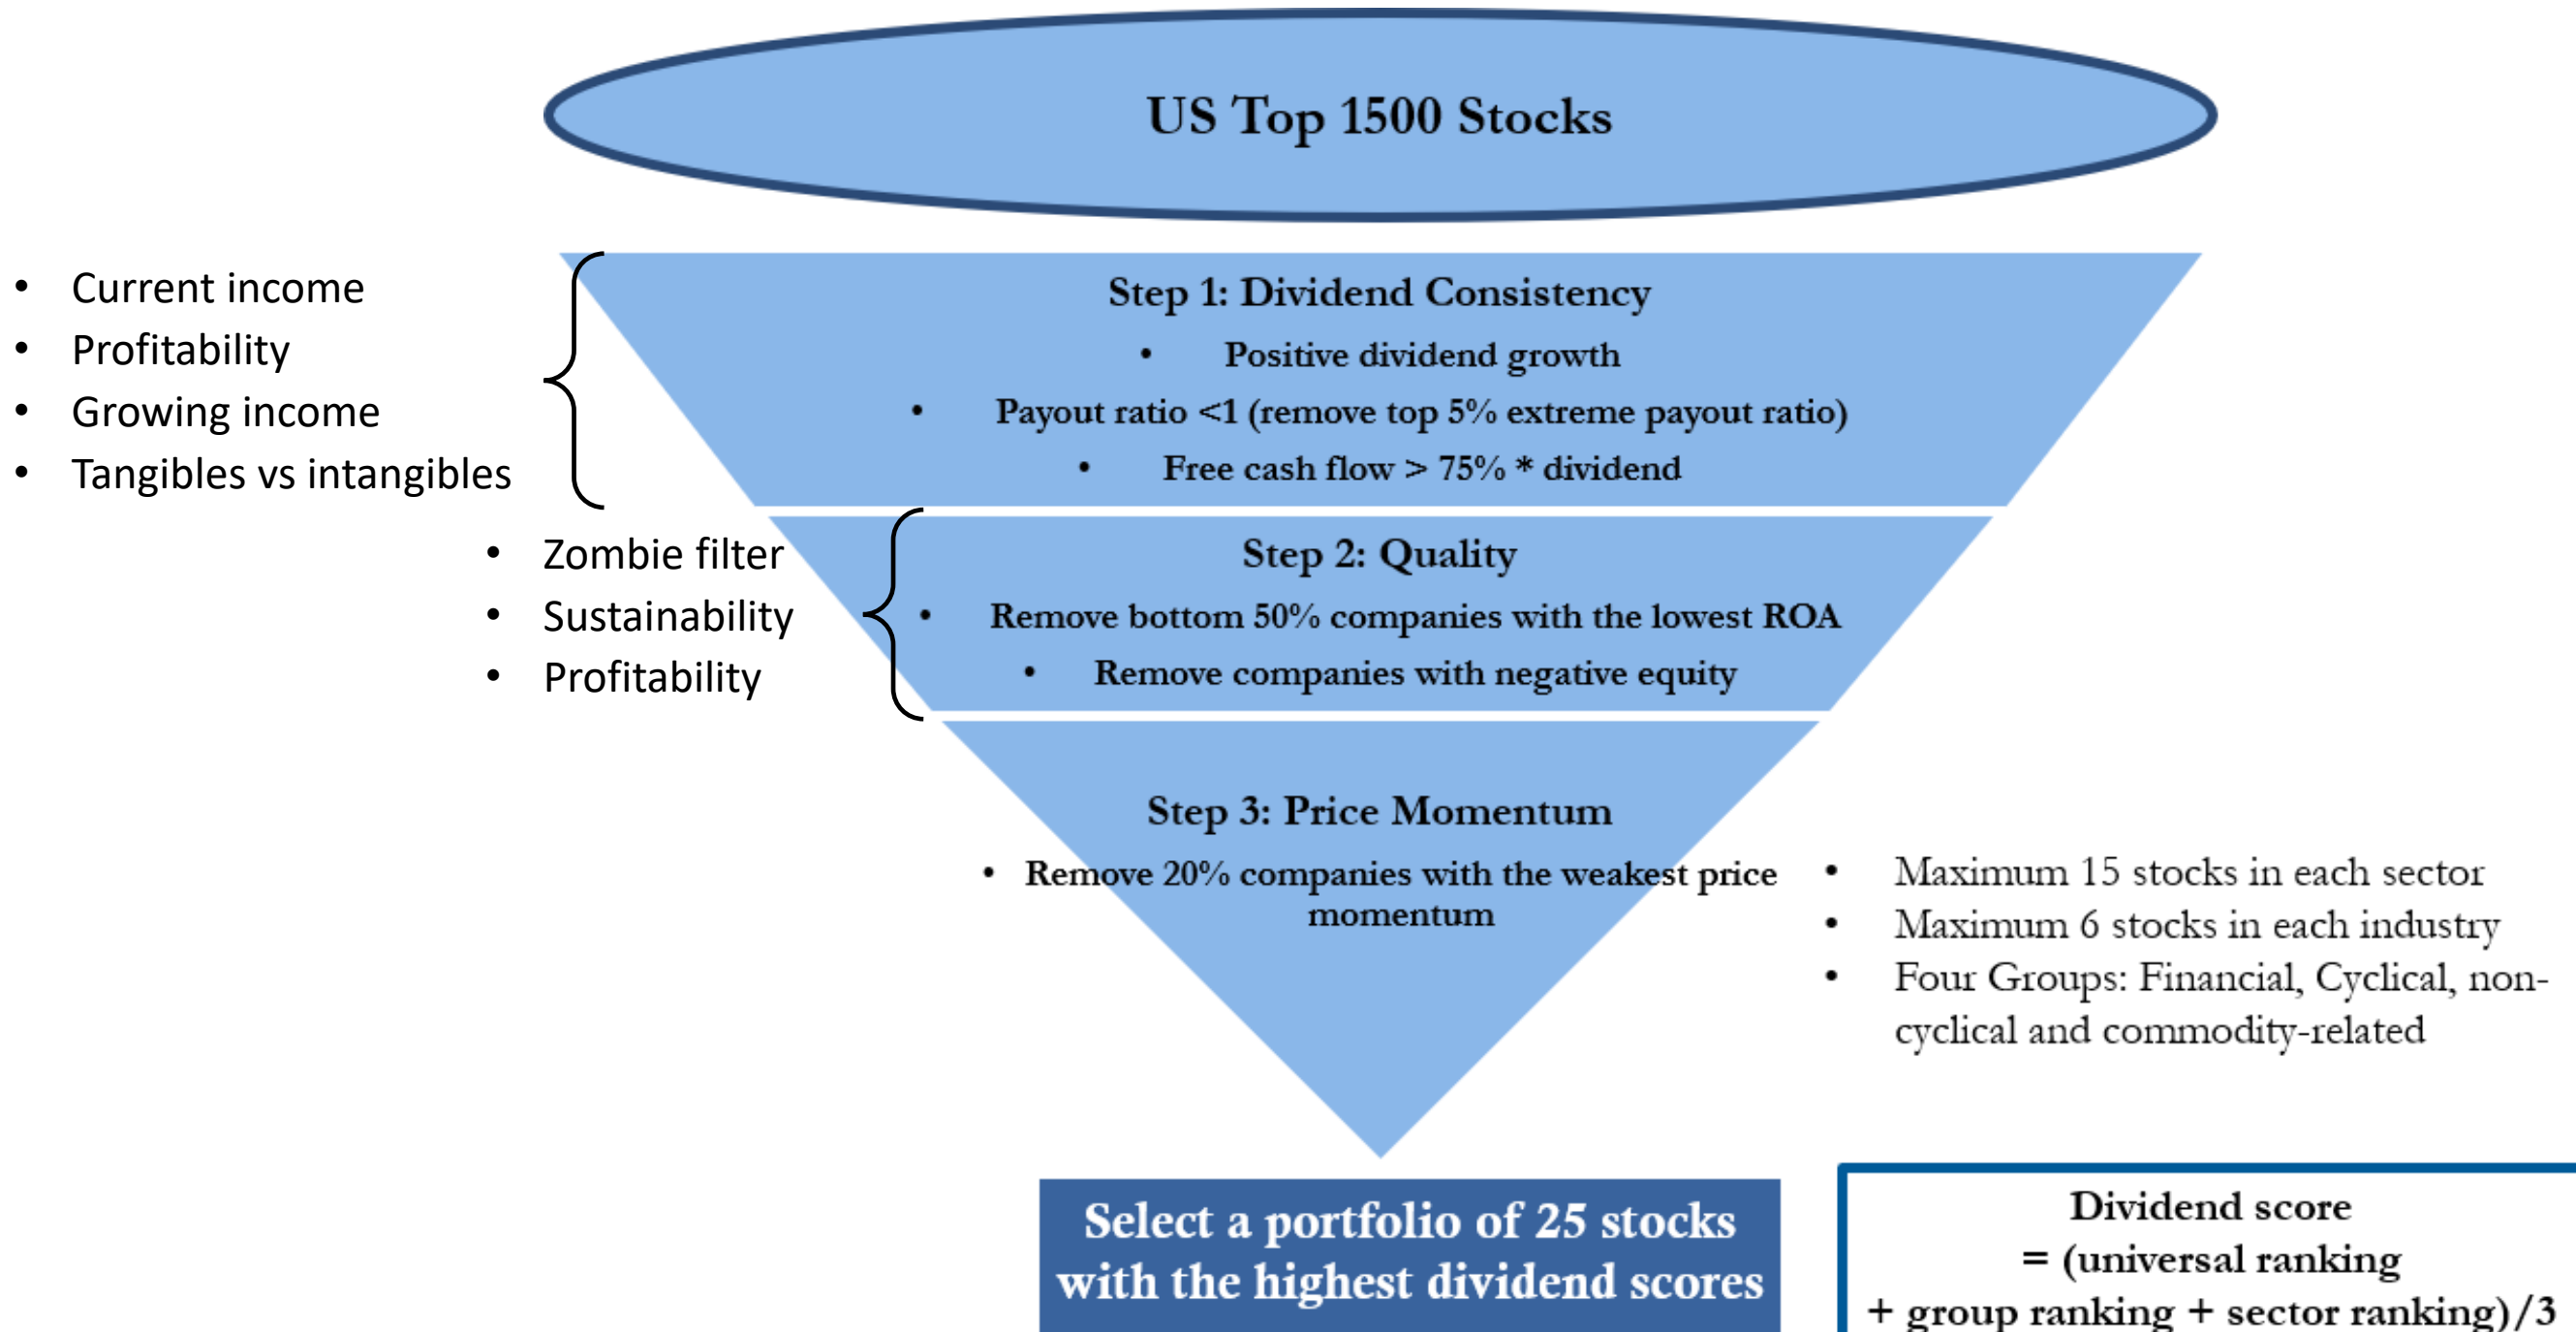 US Top 1500 Stocks
• Current income
• Profitability
• Growing income
• Tangibles vs intangibles
Step 1: Dividend Consistency
• Positive dividend growth
• Payout ratio <1 (remove top 5% extreme payout ratio)
• Free cash flow > 75% * dividend
• Zombie filter
• Sustainability
• Profitability
Step 2: Quality
• Remove bottom 50% companies with the lowest ROA
• Remove companies with negative equity
Step 3: Price Momentum
• Remove 20% companies with the weakest price
momentum
• Maximum 15 stocks in each sector
• Maximum 6 stocks in each industry
• Four Groups: Financial, Cyclical, non-
cyclical and commodity-related
Select a portfolio of 25 stocks
with the highest dividend scores
Dividend score
= (universal ranking
+ group ranking + sector ranking)/3